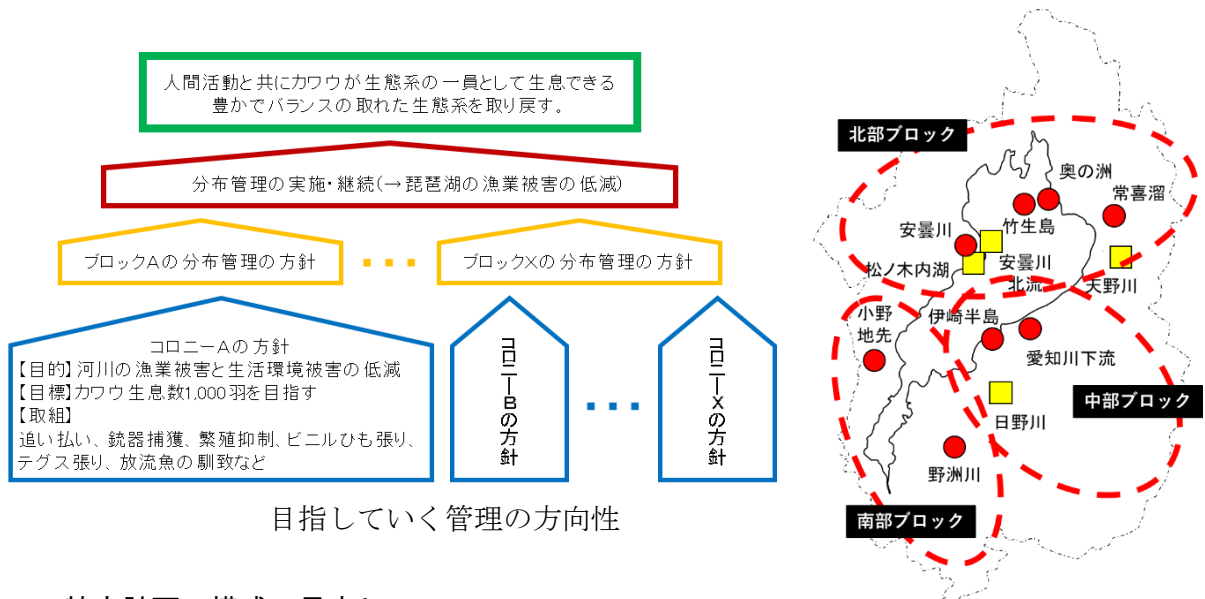 人間活動と共にカワウが生態系の一員として生息できる
豊かでバランスの取れた生態系を取り戻す。
分布管理の実施・継続(→琵琶湖の漁業被害の低減)
ブロックAの分布管理の方針
ブロックXの分布管理の方針
コロニーAの方針
【目的】河川の漁業被害と生活環境被害の低減
【目標】カワウ生息数1,000羽を目指す
【取組】
追い払い、銃器捕獲、繁殖抑制、ビニルひも張り、
テグス張り、放流魚の馴致など
コロニーBの方針
コロニーXの方針
目指していく管理の方向性
北部ブロック
奥の洲
常喜溜
竹生島
安曇川
松ノ木内湖
安曇川
北流
天野川
小野
地先
伊崎半島
愛知川下流
中部ブロック
日野川
野洲川
南部ブロック